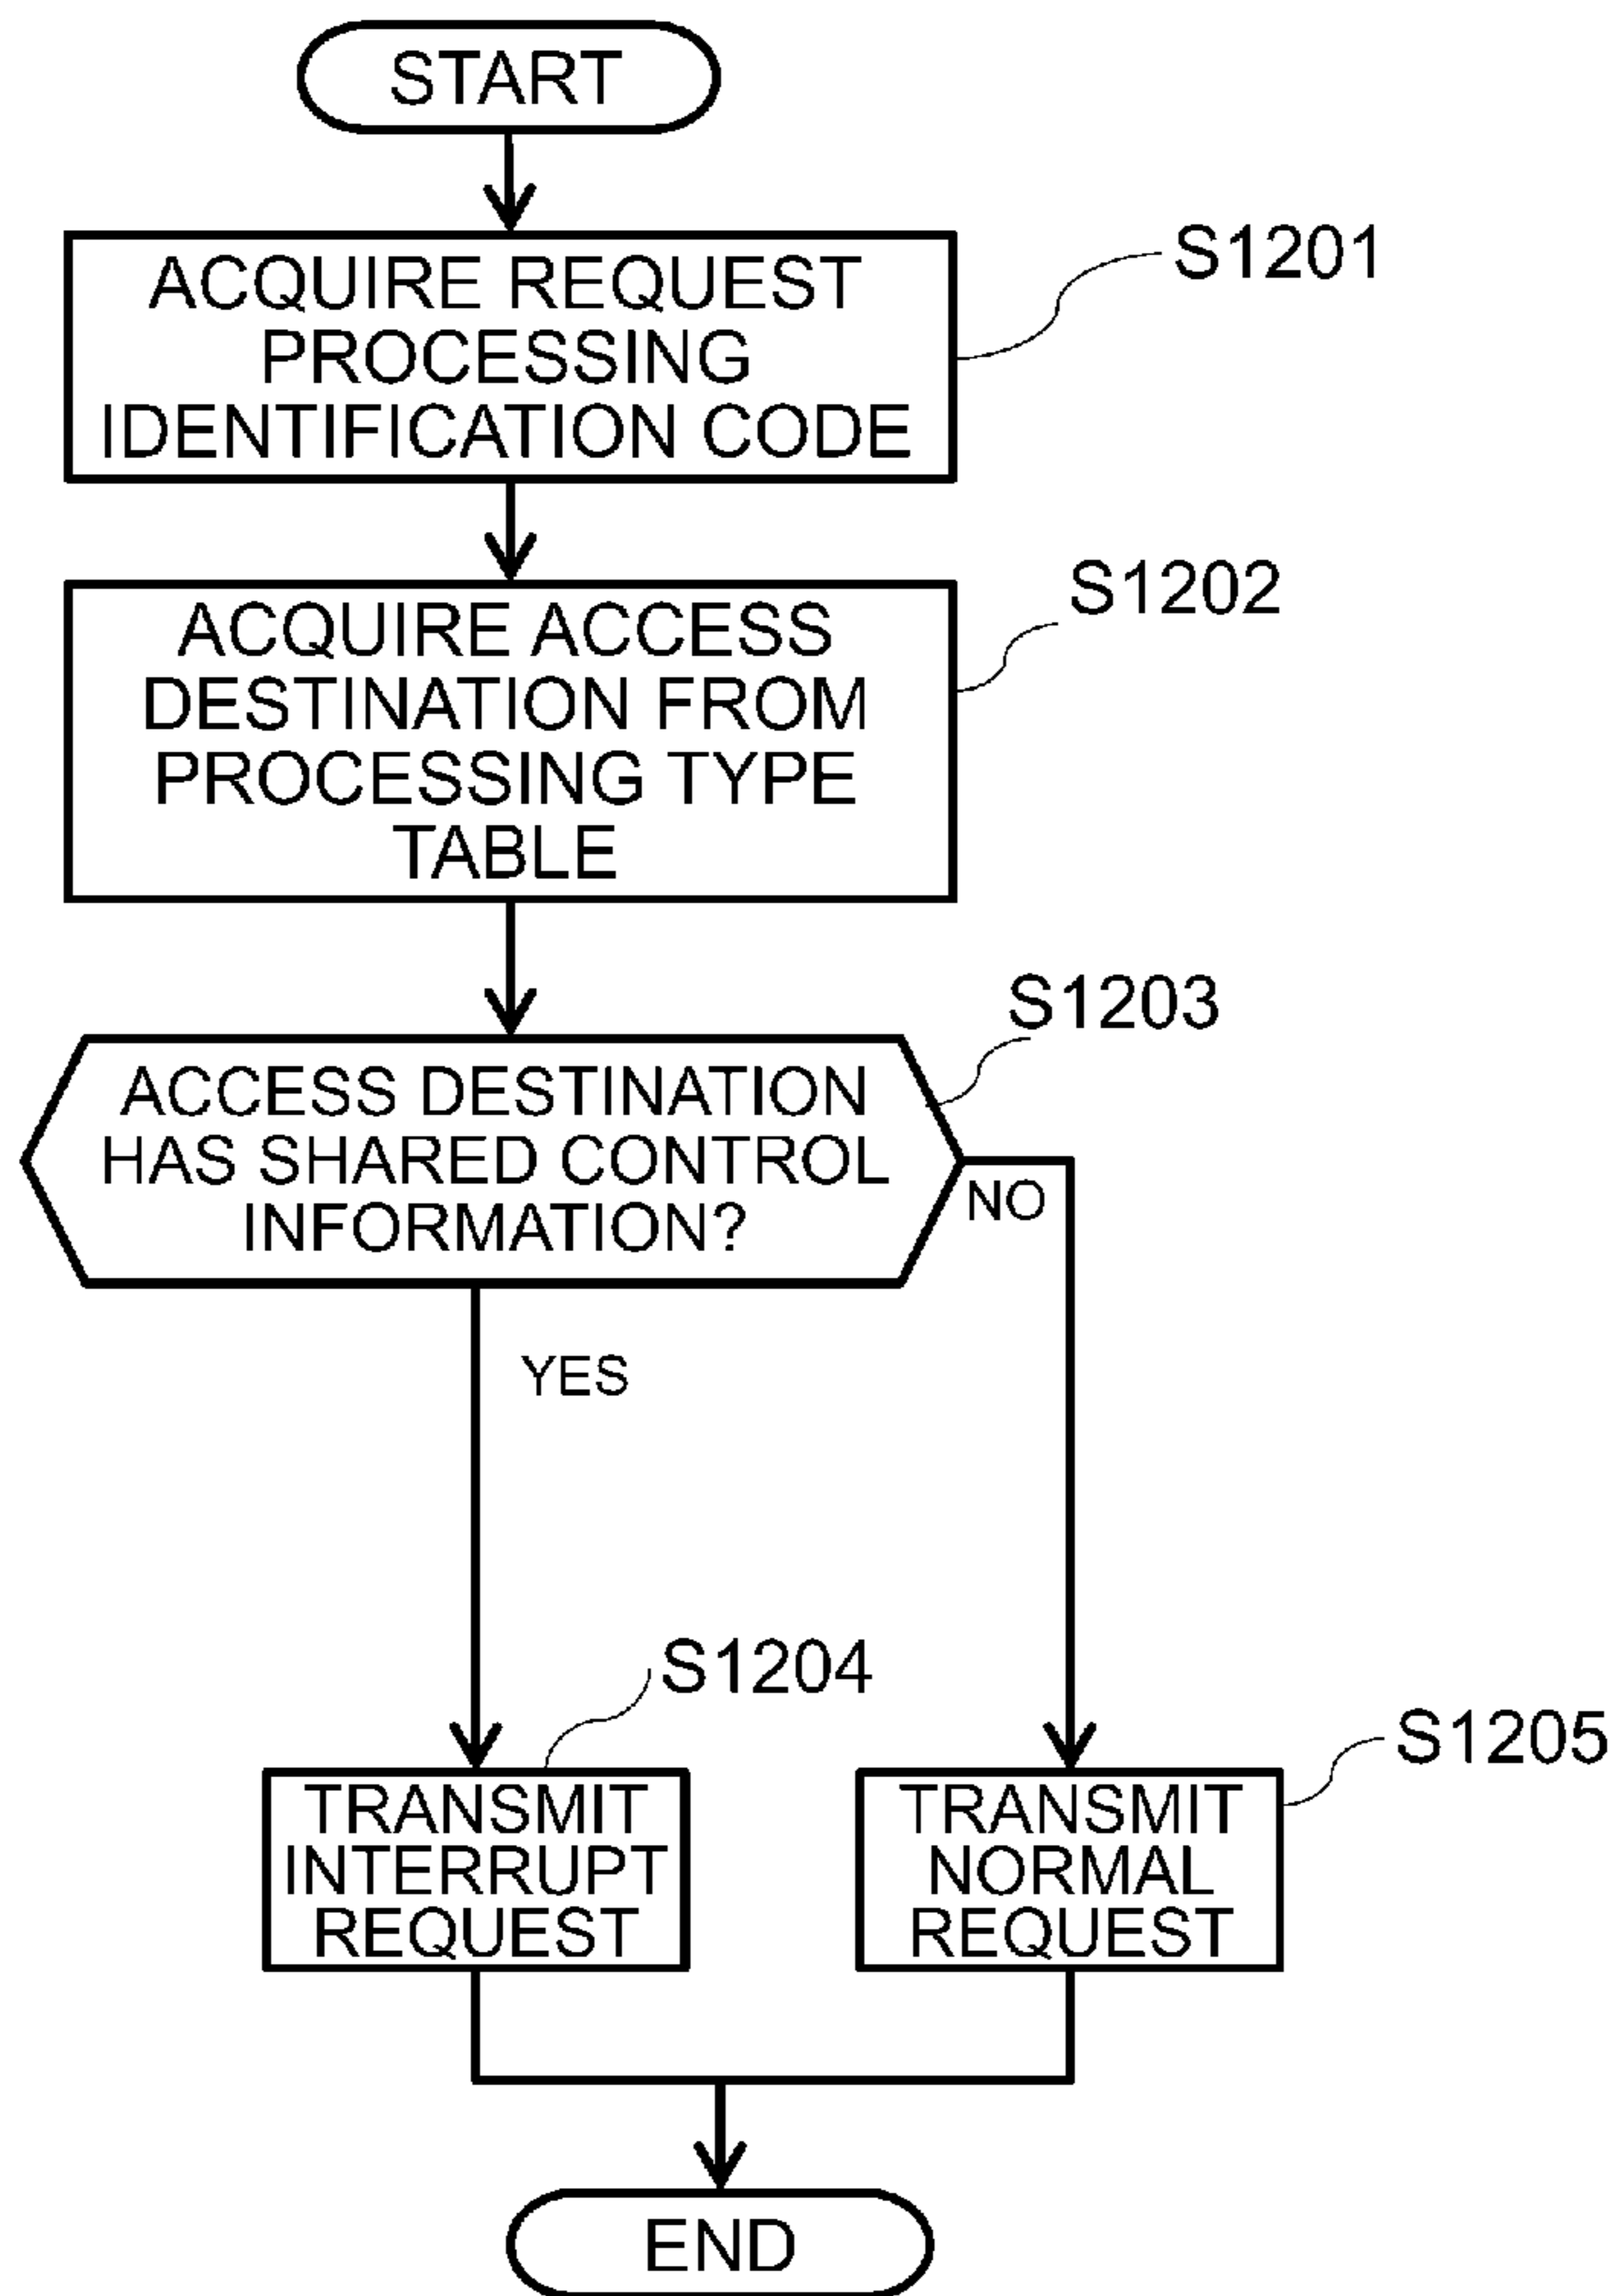 START
ACQUIRE REQUEST
PROCESSING
IDENTIFICATION CODE
S1201
ACQUIRE ACCESS
DESTINATION FROM
PROCESSING TYPE
TABLE
S1202
ACCESS DESTINATION
HAS SHARED CONTROL
INFORMATION?
S1203
NO
YES
S1204
TRANSMIT
INTERRUPT
REQUEST
S1205
TRANSMIT
NORMAL
REQUEST
END